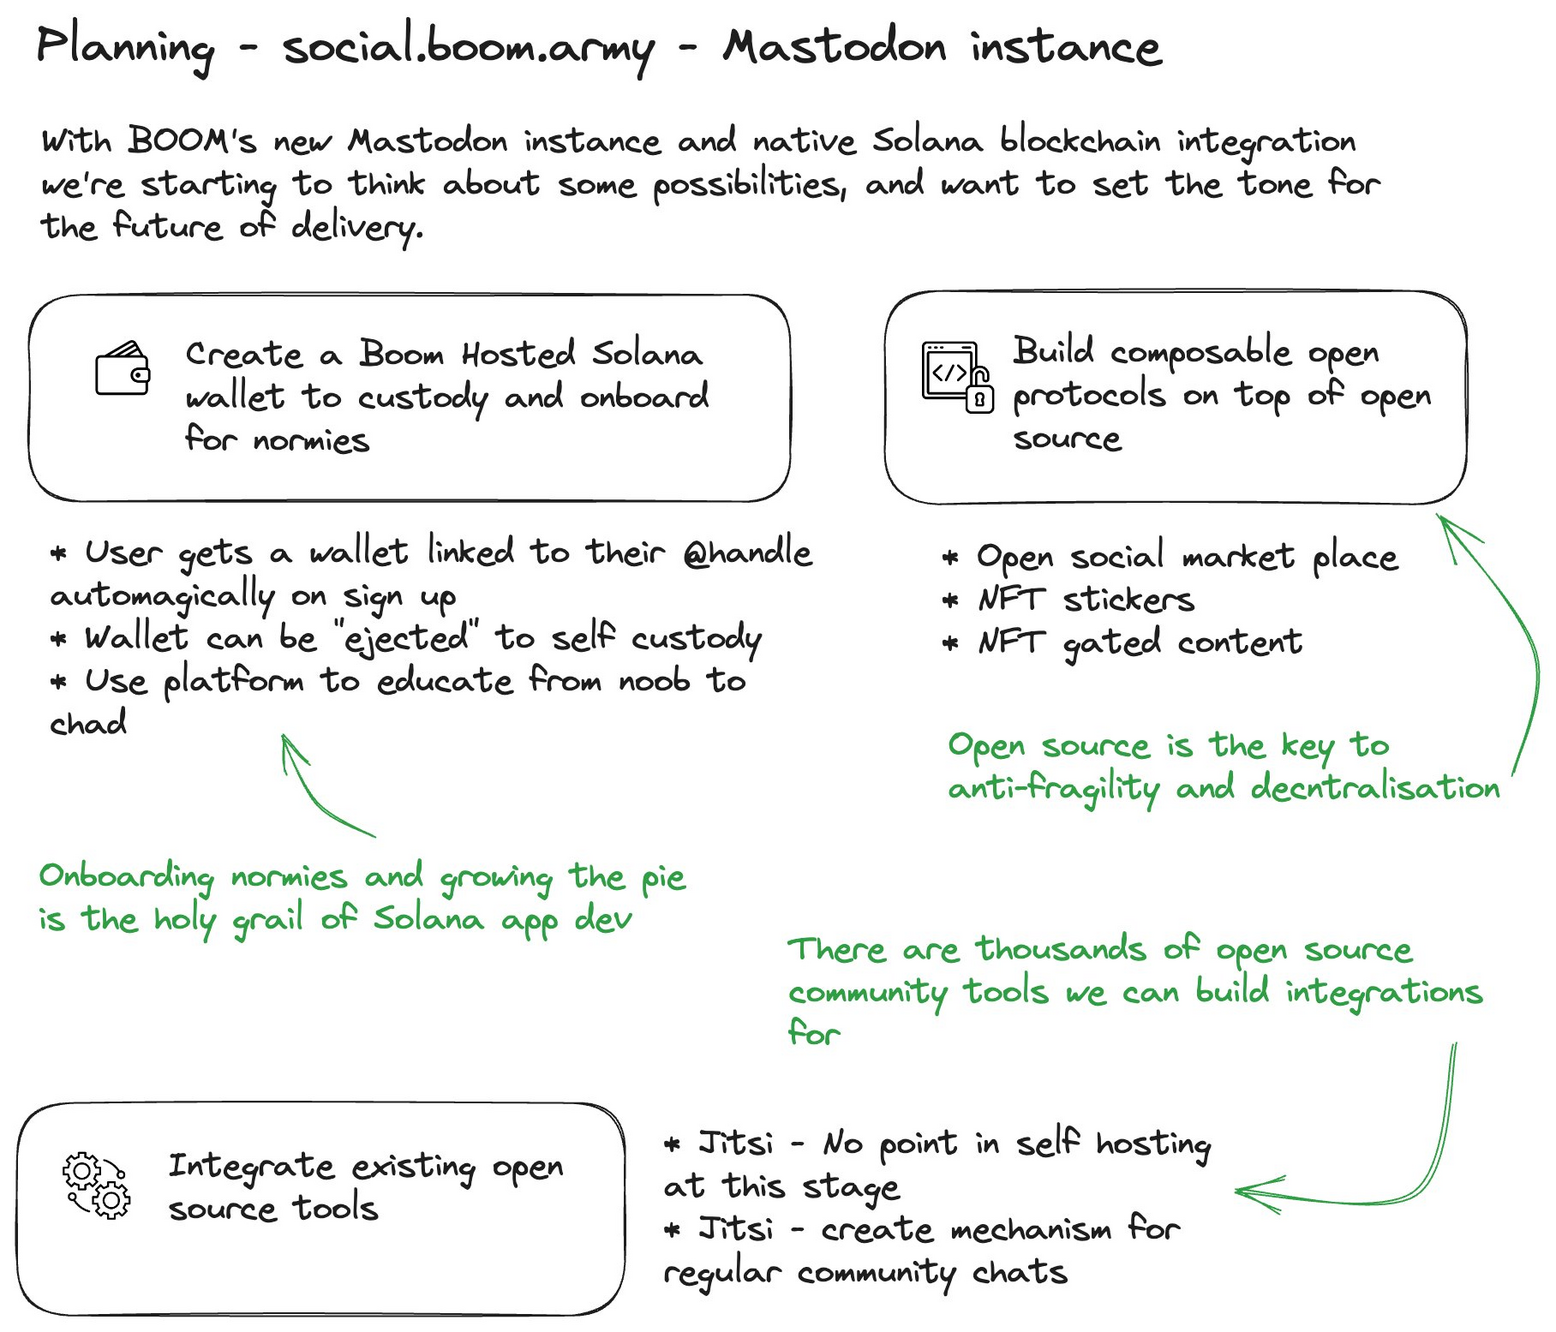 Planning - social.boom.army - Mastodon instance
With BOOM's new Mastodon instance and native Solana blockchain integration
we're starting to think about some possibilities, and want to set the tone for
the future of delivery.
Create a Boom Hosted Solana
wallet to custody and onboard
for normies
* User gets a wallet linked to their @handle
automagically on sign up
* Wallet can be "ejected" to self custody
* Use platform to educate from noob to
chad
Onboarding normies and growing the pie
is the holy grail of Solana app dev
</>
Build composable open
protocols on top of open
source
* Open social market place
* NFT stickers
* NFT gated content
Open source is the key to
anti-fragility and decntralisation
There are thousands of open source
community tools we can build integrations
for
Integrate existing open
source tools
* Jitsi - No point in self hosting
at this stage
* Jitsi - create mechanism for
regular community chats